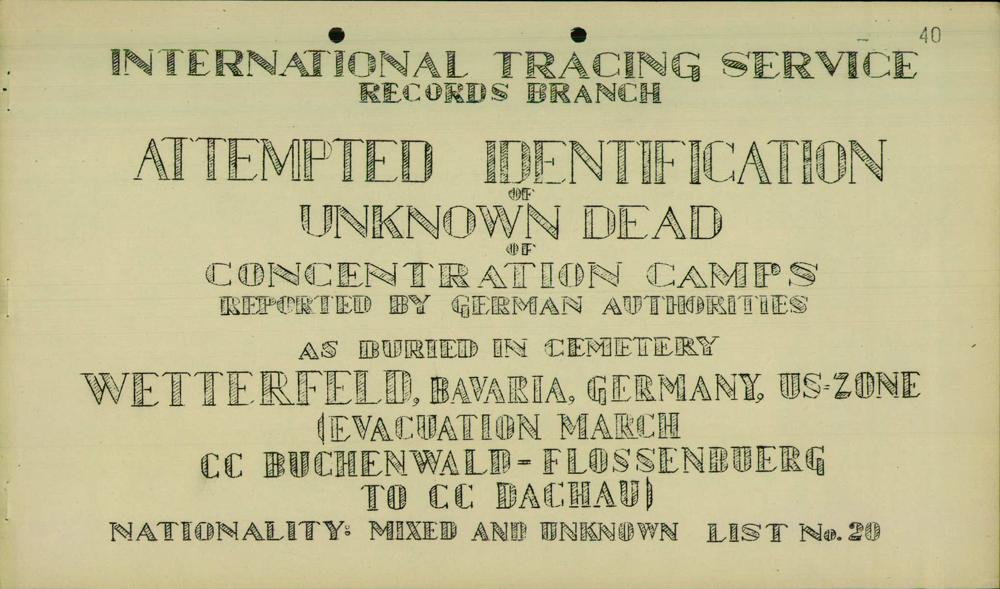 40
INTERNATIONAL TRACING SERVICE
RECORDS BRANCH
ATTEMPTED IDENTIFICATION
OF
UNKNOWN DEAD
OF
CONCENTRATION CAMPS
REPORTED BY GERMAN AUTHORITIES
AS BURIED IN CEMETERY
WETTERFELD, BAVARIA, GERMANY, US-ZONE
(EVACUATION MARCH
CC BUCHENWALD - FLOSSENBUERG
TO CC DACHAU)
NATIONALITY: MIXED AND UNKNOWN LIST No. 20